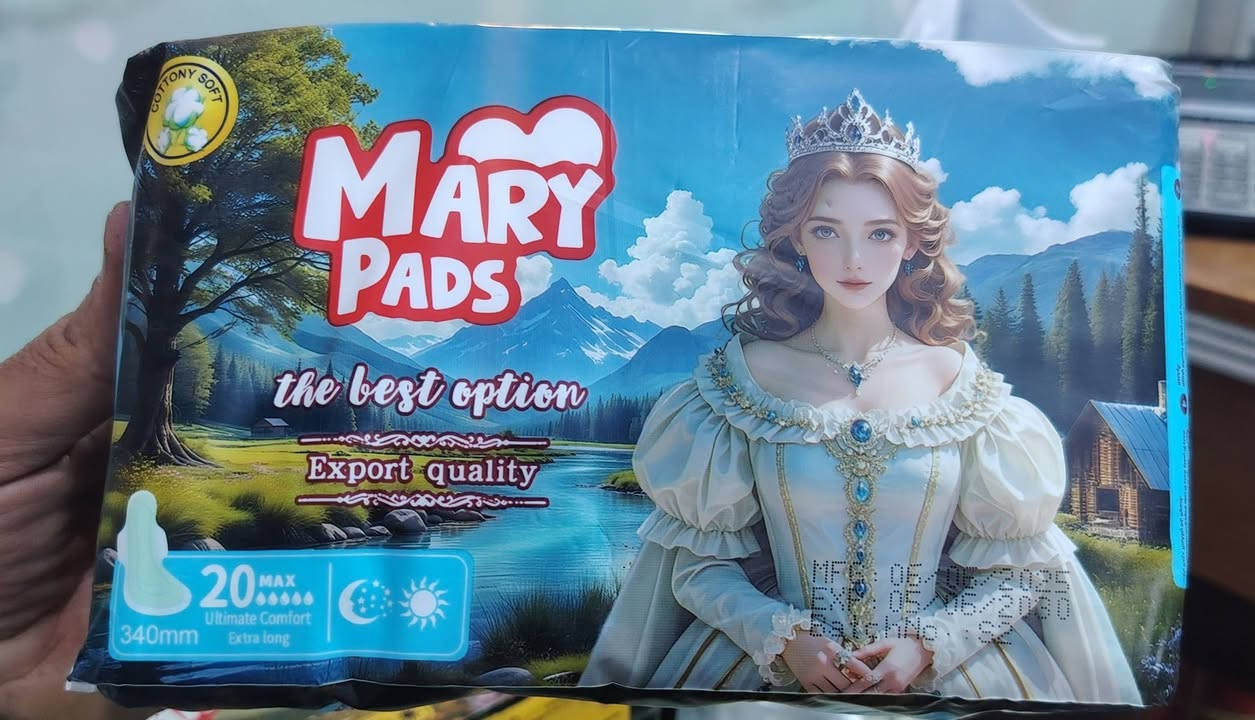 COTTONY SOFT
MARY
PADS
the best option
Export quality
20 MAX
Ultimate Comfort
Extra long
340mm